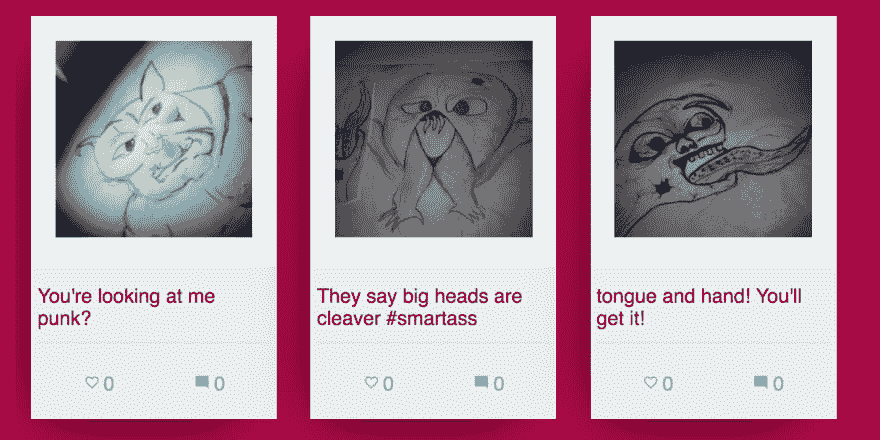 You're looking at me
punk?
0 0
They say big heads are
cleaver #smartass
0 0
tongue and hand! You'll
get it!
0 0